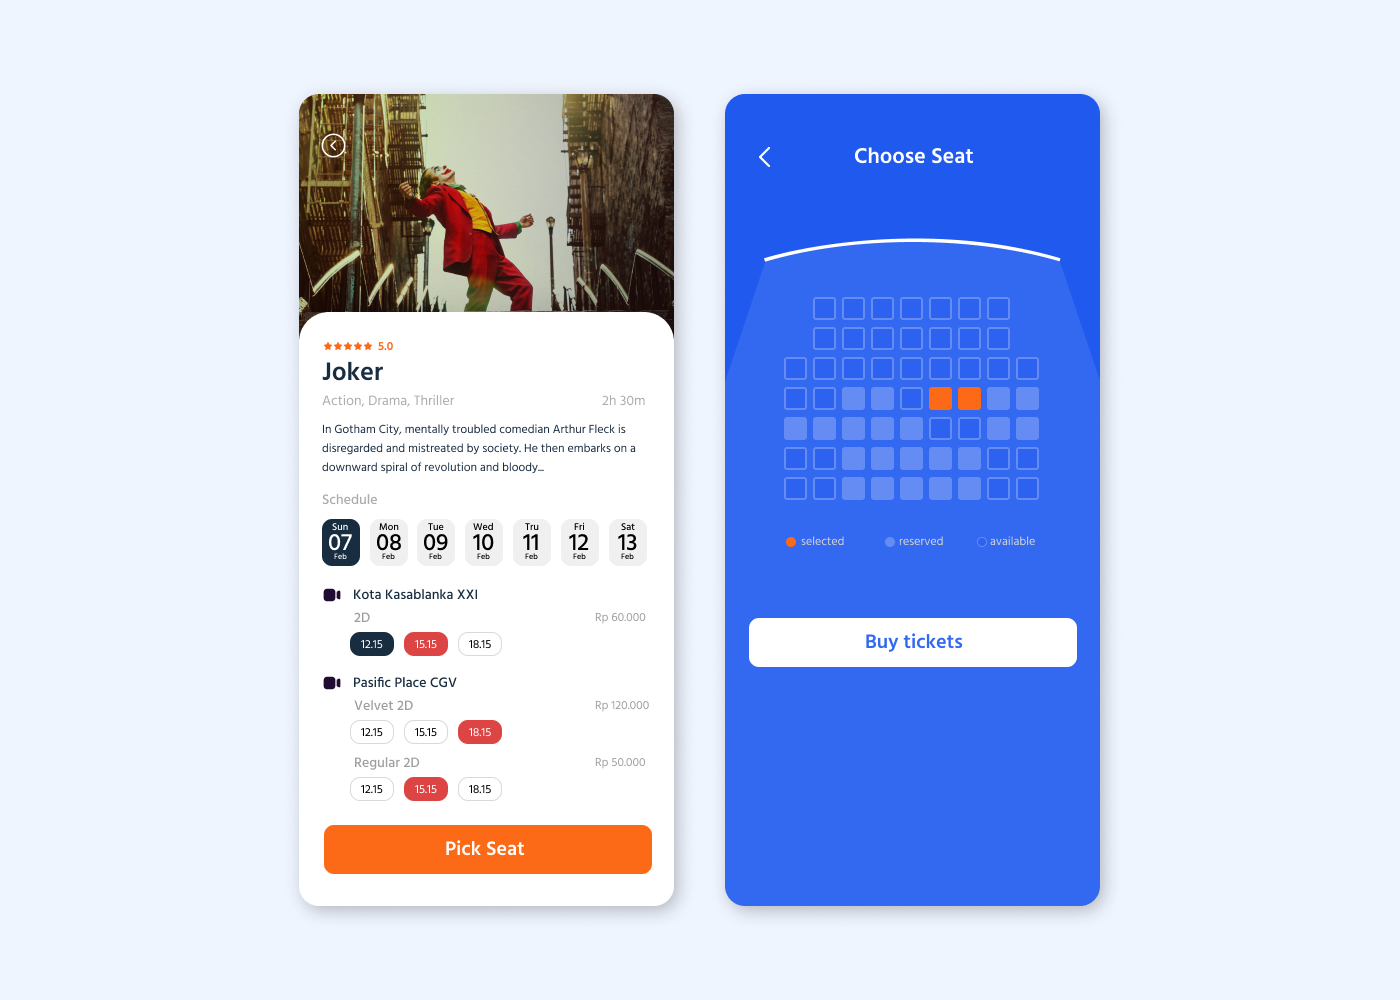 5.0
Joker
Action, Drama, Thriller 2h 30m
In Gotham City, mentally troubled comedian Arthur Fleck is
disregarded and mistreated by society. He then embarks on a
downward spiral of revolution and bloody...
Schedule
Sun Mon Tue Wed Tru Fri Sat
07 08 09 10 11 12 13
Feb Feb Feb Feb Feb Feb Feb
Kota Kasablanka XXI
2D Rp 60.000
12.15 15.15 18.15
Pasific Place CGV
Velvet 2D Rp 120.000
12.15 15.15 18.15
Regular 2D Rp 50.000
12.15 15.15 18.15
Pick Seat
Choose Seat
selected reserved available
Buy tickets